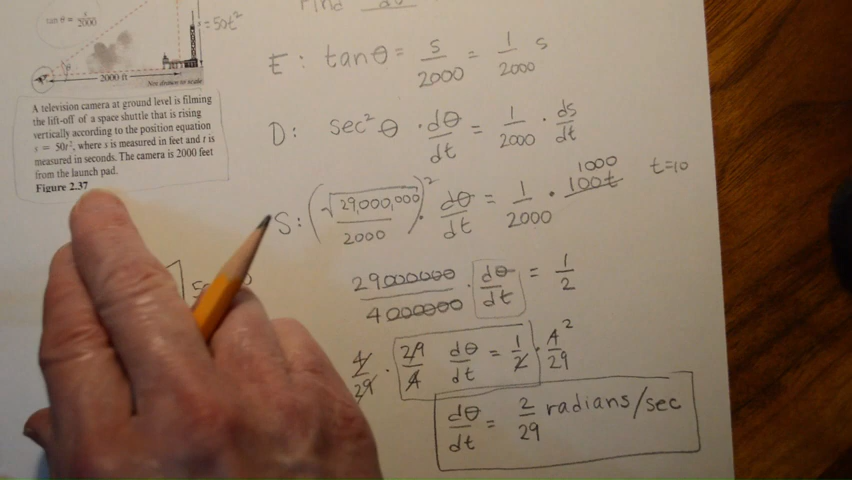 Find
tan θ = s/2000
s = 50t²
θ
2000 ft
Not drawn to scale
A television camera at ground level is filming
the lift-off of a space shuttle that is rising
vertically according to the position equation
s = 50t², where s is measured in feet and t is
measured in seconds. The camera is 2000 feet
from the launch pad.
Figure 2.37
E: tanθ = s/2000 = 1/2000 s
D: sec²θ · dθ/dt = 1/2000 · ds/dt
1000
S: (√29,000,000/2000)² · dθ/dt = 1/2000 · 100t t=10
29000000/4000000 · dθ/dt = 1/2
4/29 · 29/4 dθ/dt = 1/2 · 4/29 2
dθ/dt = 2/29 radians/sec